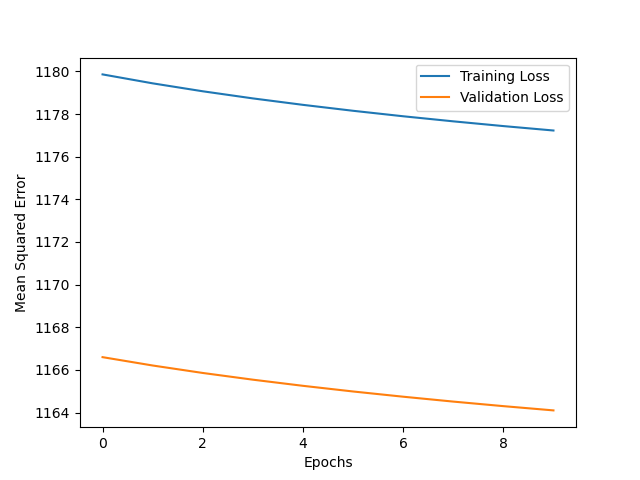 Training Loss
Validation Loss
1180
1178
1176
1174
1172
1170
1168
1166
1164
Mean Squared Error
0 2 4 6 8
Epochs